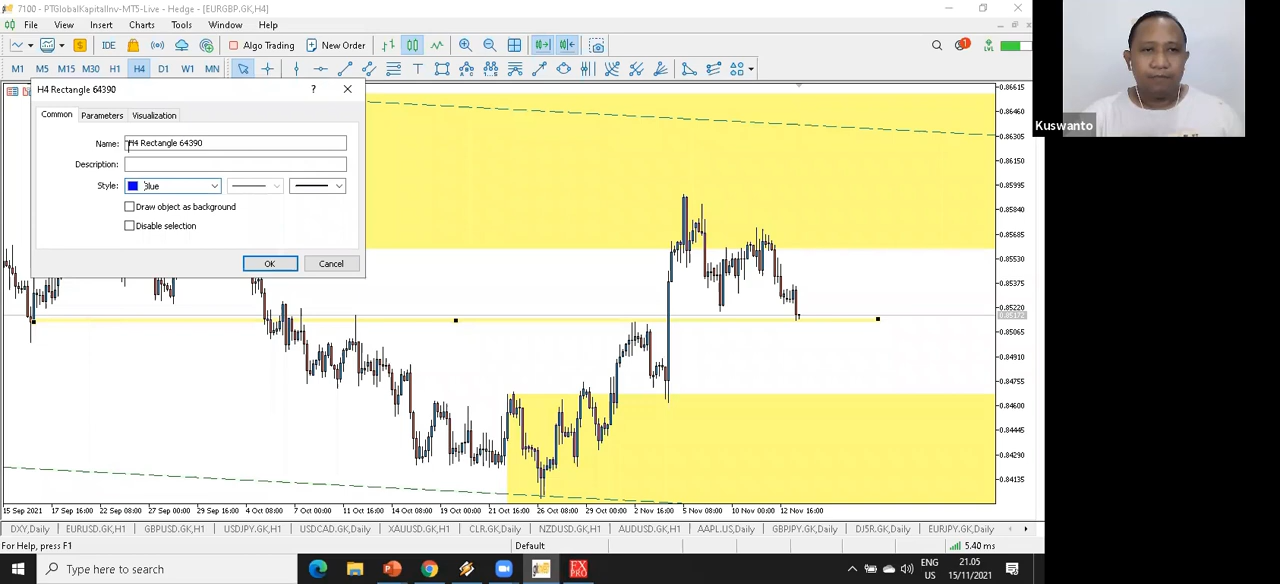 7100 - PTGlobalKapitalInv-MT5-Live - Hedge - [EURGBP.GK,H4]
File View Insert Charts Tools Window Help
IDE Algo Trading New Order
M1 M5 M15 M30 H1 H4 D1 W1 MN
H4 Rectangle 64390
Common Parameters Visualization
Name: H4 Rectangle 64390
Description:
Style: Blue
Draw object as background
Disable selection
OK Cancel
Kuswanto
0.86615
0.86460
0.86305
0.86150
0.85995
0.85840
0.85685
0.85530
0.85375
0.85220
0.85172
0.85065
0.84910
0.84755
0.84600
0.84445
0.84290
0.84135
15 Sep 2021 17 Sep 16:00 22 Sep 08:00 27 Sep 00:00 29 Sep 16:00 4 Oct 08:00 7 Oct 00:00 11 Oct 16:00 14 Oct 08:00 19 Oct 00:00 21 Oct 16:00 26 Oct 08:00 29 Oct 00:00 2 Nov 16:00 5 Nov 08:00 10 Nov 00:00 12 Nov 16:00
DXY,Daily EURUSD.GK,H1 GBPUSD.GK,H1 USDJPY.GK,H1 USDCAD.GK,Daily XAUUSD.GK,H1 CLR.GK,Daily NZDUSD.GK,H1 AUDUSD.GK,H1 AAPL.US,Daily GBPJPY.GK,Daily DJ5R.GK,Daily EURJPY.GK,Daily
For Help, press F1 Default 5.40 ms
Type here to search
ENG 21.05
US 15/11/2021